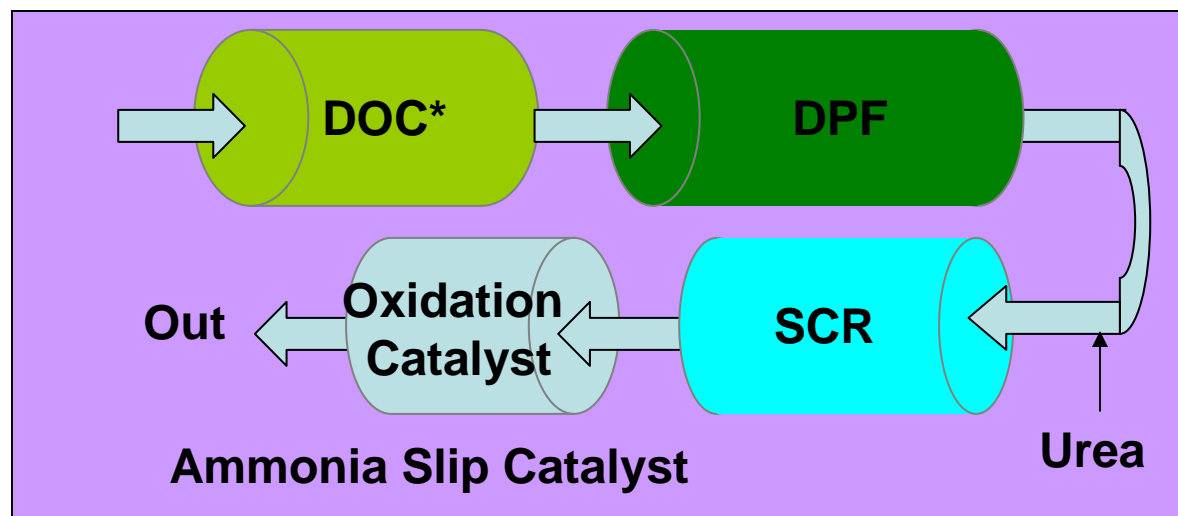 DOC*
DPF
Out
Oxidation
Catalyst
SCR
Urea
Ammonia Slip Catalyst